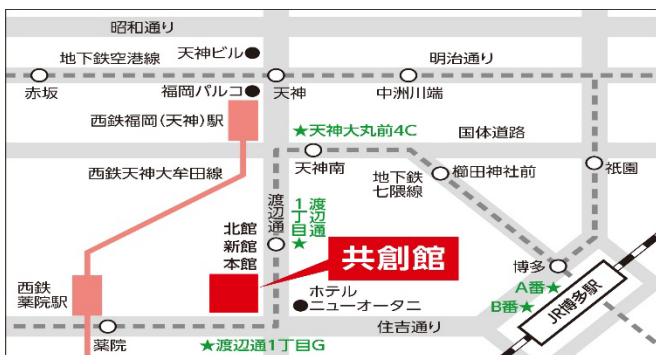 昭和通り
地下鉄空港線
天神ビル●
明治通り
赤坂
福岡パルコ●
天神
中洲川端
西鉄福岡(天神)駅
★天神大丸前4C
国体道路
西鉄天神大牟田線
天神南
地下鉄
七隈線
櫛田神社前
祇園
渡辺通
渡辺通
1丁目
★
北館
新館
本館
共創館
博多
A番★
B番★
JR博多駅
西鉄
薬院駅
ホテル
●ニューオータニ
薬院
★渡辺通1丁目G
住吉通り